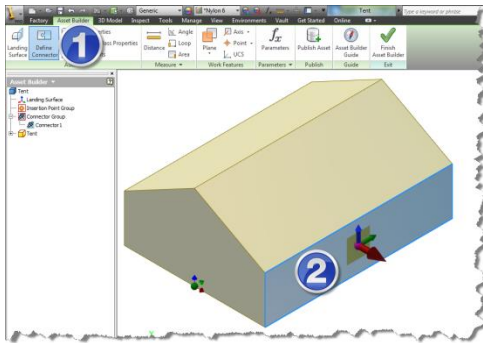 Generic "Nylon 6 Tent Type a keyword or phrase
Factory Asset Builder 3D Model Inspect Tools Manage View Environments Vault Get Started Online
Landing Surface
Define Connector
1
Distance
Angle
Loop
Area
Plane
Axis
Point
UCS
fx
Parameters
Publish Asset
Asset Builder Guide
Finish Asset Builder
Measure Work Features Parameters Publish Guide Exit
Asset Builder
Tent
Landing Surface
Insertion Point Group
Connector Group
Connector1
Tent
2